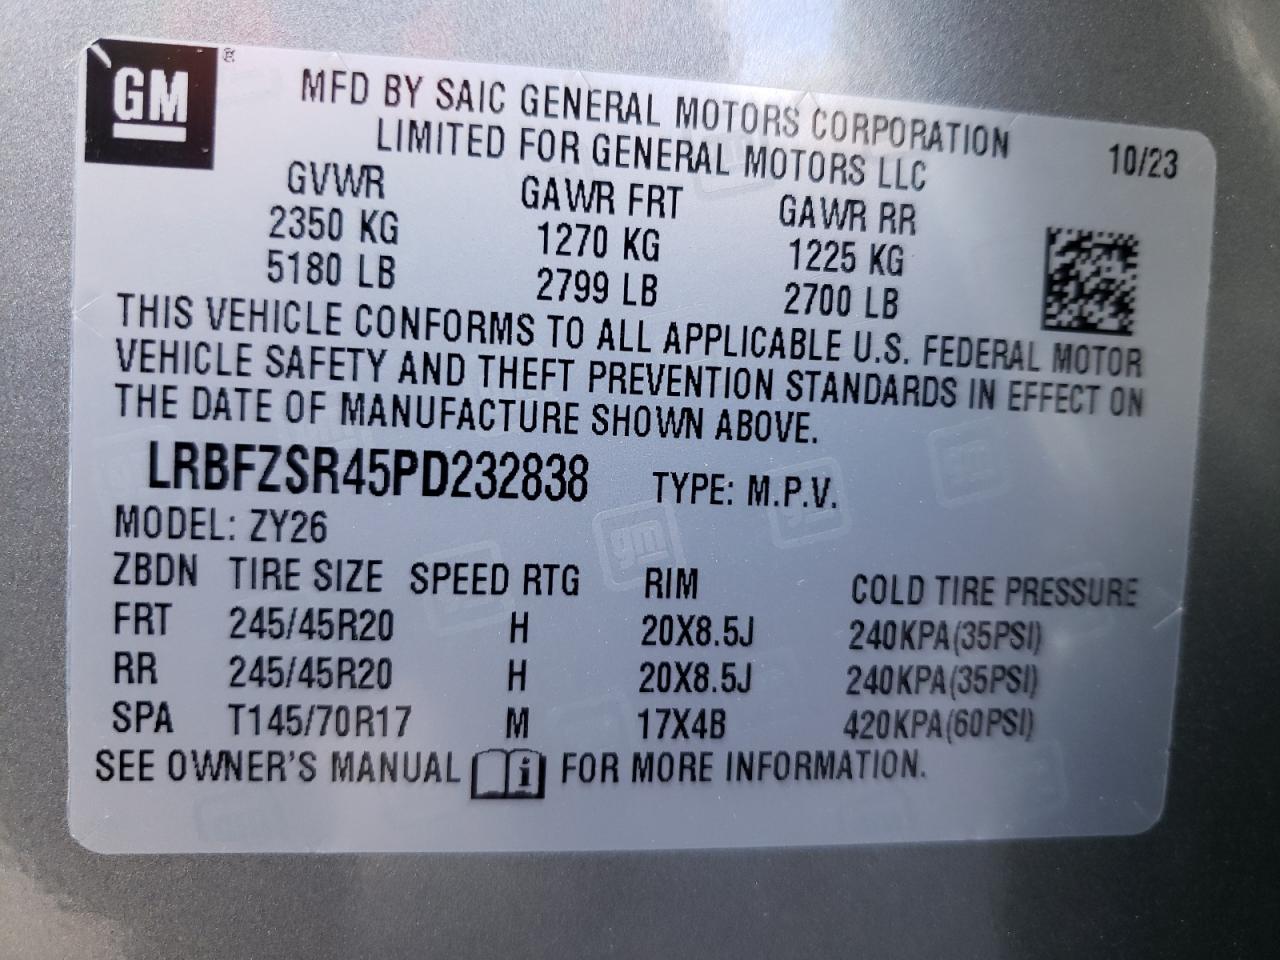 GM ®
MFD BY SAIC GENERAL MOTORS CORPORATION
LIMITED FOR GENERAL MOTORS LLC 10/23
GVWR GAWR FRT GAWR RR
2350 KG 1270 KG 1225 KG
5180 LB 2799 LB 2700 LB
THIS VEHICLE CONFORMS TO ALL APPLICABLE U.S. FEDERAL MOTOR
VEHICLE SAFETY AND THEFT PREVENTION STANDARDS IN EFFECT ON
THE DATE OF MANUFACTURE SHOWN ABOVE.
LRBFZSR45PD232838 TYPE: M.P.V.
MODEL: ZY26
ZBDN TIRE SIZE SPEED RTG RIM COLD TIRE PRESSURE
FRT 245/45R20 H 20X8.5J 240KPA(35PSI)
RR 245/45R20 H 20X8.5J 240KPA(35PSI)
SPA T145/70R17 M 17X4B 420KPA(60PSI)
SEE OWNER'S MANUAL i FOR MORE INFORMATION.